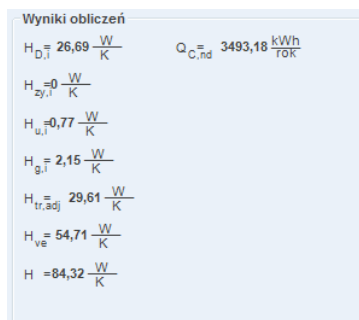 Wyniki obliczeń
H_D,i= 26,69 W/K Q_C,nd= 3493,18 kWh/rok
H_zy,i=0 W/K
H_u,i=0,77 W/K
H_g,i= 2,15 W/K
H_tr,adj= 29,61 W/K
H_ve= 54,71 W/K
H =84,32 W/K